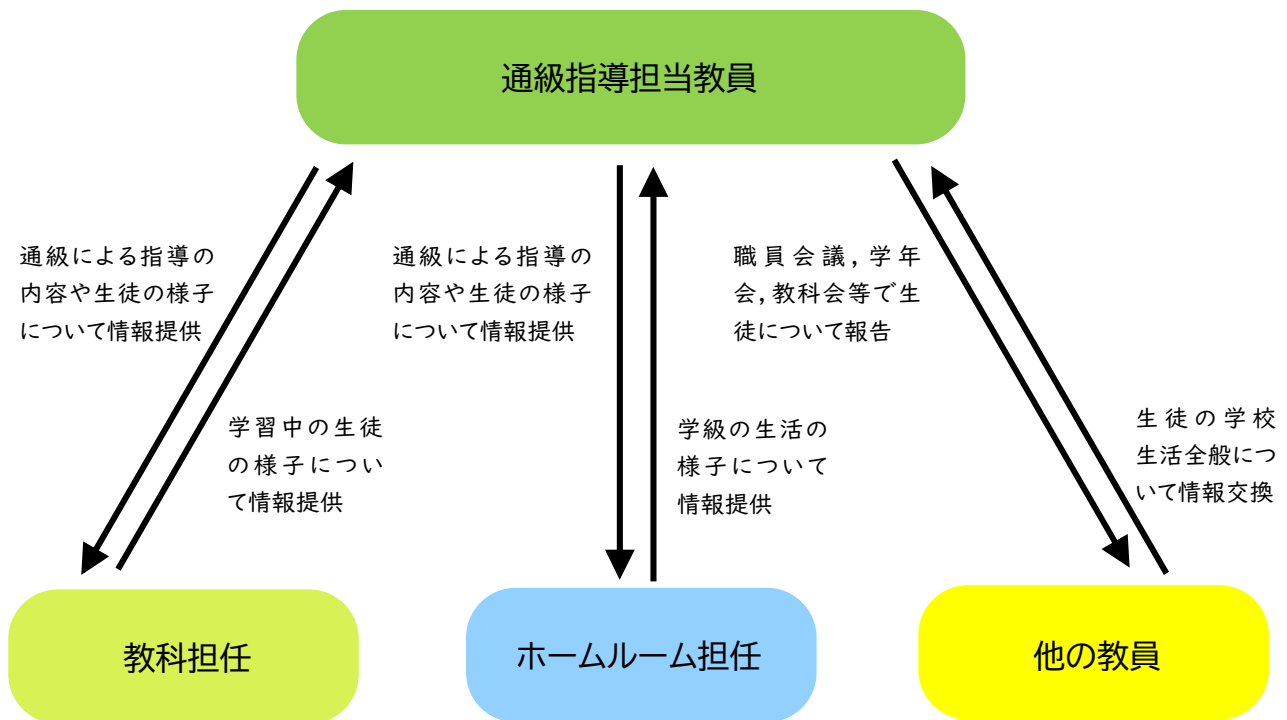 通級指導担当教員
通級による指導の
内容や生徒の様子
について情報提供
通級による指導の
内容や生徒の様子
について情報提供
職員会議，学年
会，教科会等で生
徒について報告
学習中の生徒
の様子につい
て情報提供
学級の生活の
様子について
情報提供
生徒の学校
生活全般につ
いて情報交換
教科担任
ホームルーム担任
他の教員